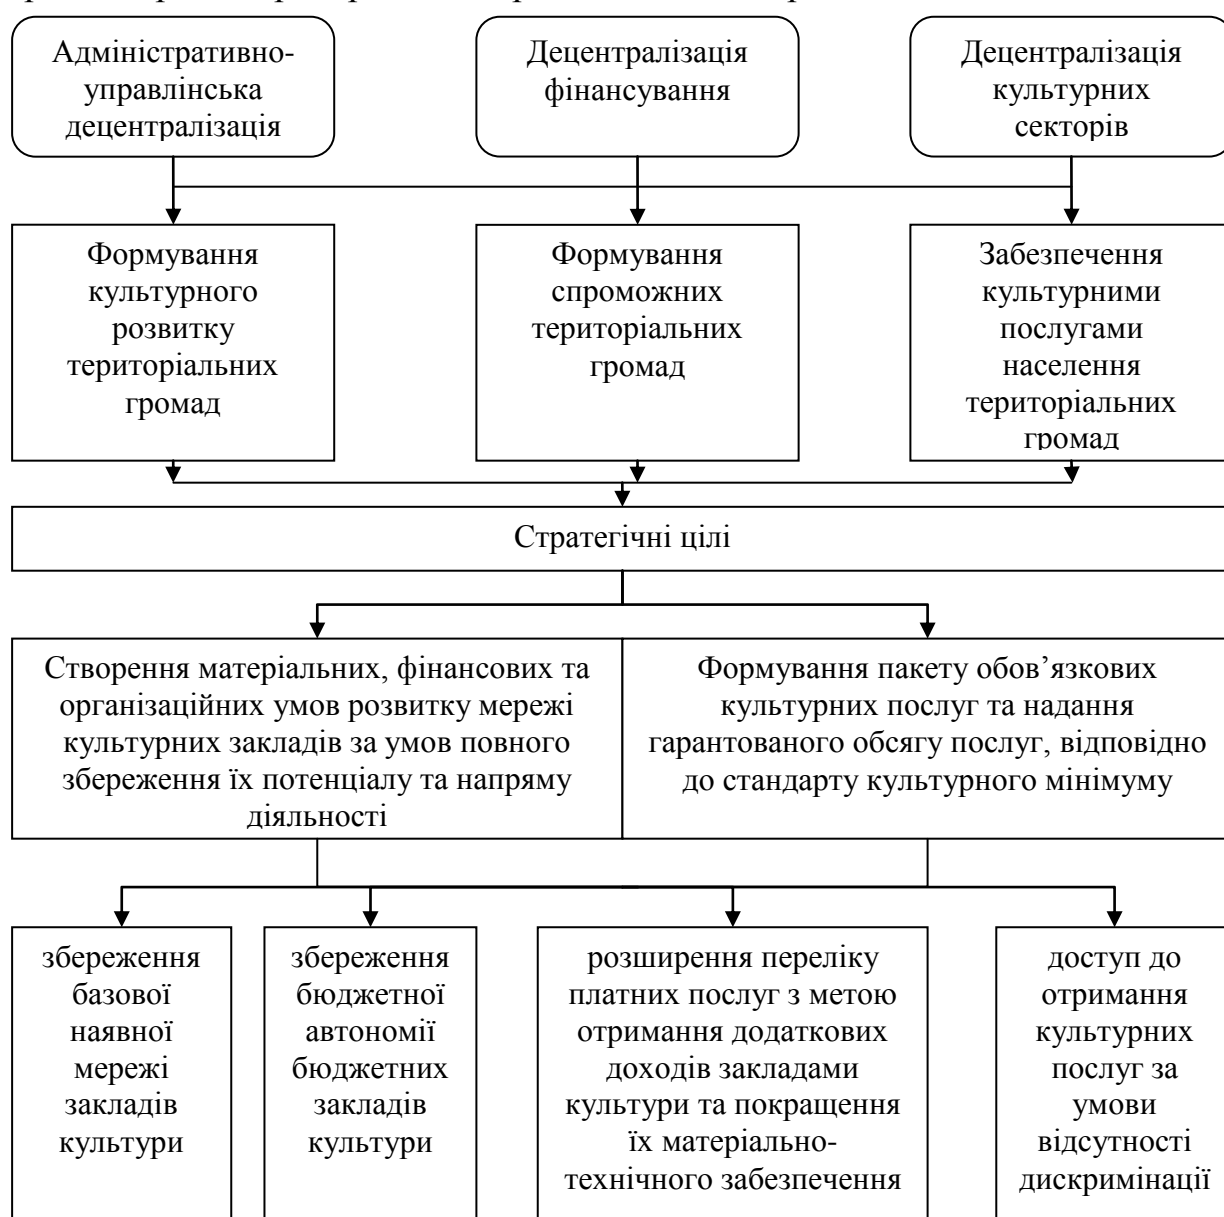 Адміністративно-
управлінська
децентралізація
Децентралізація
фінансування
Децентралізація
культурних
секторів
Формування
культурного
розвитку
територіальних
громад
Формування
спроможних
територіальних
громад
Забезпечення
культурними
послугами
населення
територіальних
громад
Стратегічні цілі
Створення матеріальних, фінансових та
організаційних умов розвитку мережі
культурних закладів за умов повного
збереження їх потенціалу та напряму
діяльності
Формування пакету обов’язкових
культурних послуг та надання
гарантованого обсягу послуг, відповідно
до стандарту культурного мінімуму
збереження
базової
наявної
мережі
закладів
культури
збереження
бюджетної
автономії
бюджетних
закладів
культури
розширення переліку
платних послуг з метою
отримання додаткових
доходів закладами
культури та покращення
їх матеріально-
технічного забезпечення
доступ до
отримання
культурних
послуг за
умови
відсутності
дискримінації